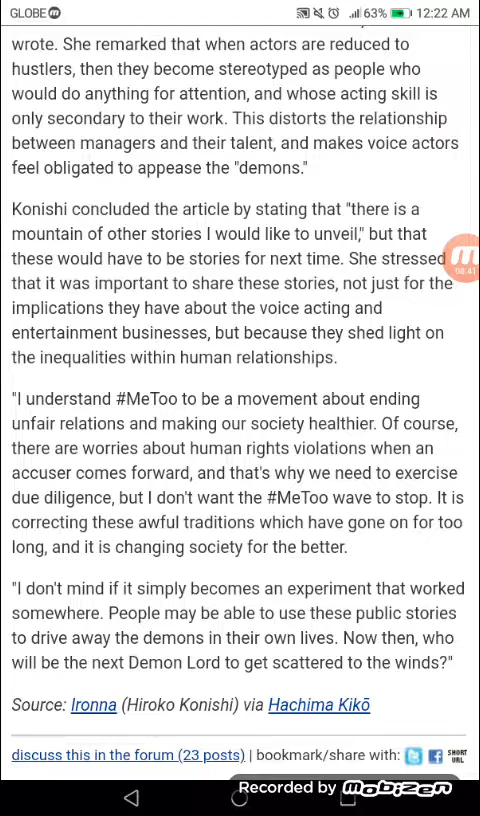 GLOBE 63% 12:22 AM
wrote. She remarked that when actors are reduced to
hustlers, then they become stereotyped as people who
would do anything for attention, and whose acting skill is
only secondary to their work. This distorts the relationship
between managers and their talent, and makes voice actors
feel obligated to appease the "demons."
Konishi concluded the article by stating that "there is a
mountain of other stories I would like to unveil," but that
these would have to be stories for next time. She stressed
08:41
that it was important to share these stories, not just for the
implications they have about the voice acting and
entertainment businesses, but because they shed light on
the inequalities within human relationships.
"I understand #MeToo to be a movement about ending
unfair relations and making our society healthier. Of course,
there are worries about human rights violations when an
accuser comes forward, and that's why we need to exercise
due diligence, but I don't want the #MeToo wave to stop. It is
correcting these awful traditions which have gone on for too
long, and it is changing society for the better.
"I don't mind if it simply becomes an experiment that worked
somewhere. People may be able to use these public stories
to drive away the demons in their own lives. Now then, who
will be the next Demon Lord to get scattered to the winds?"
Source: Ironna (Hiroko Konishi) via Hachima Kikō
discuss this in the forum (23 posts) | bookmark/share with: SHORT URL
Recorded by Mobizen